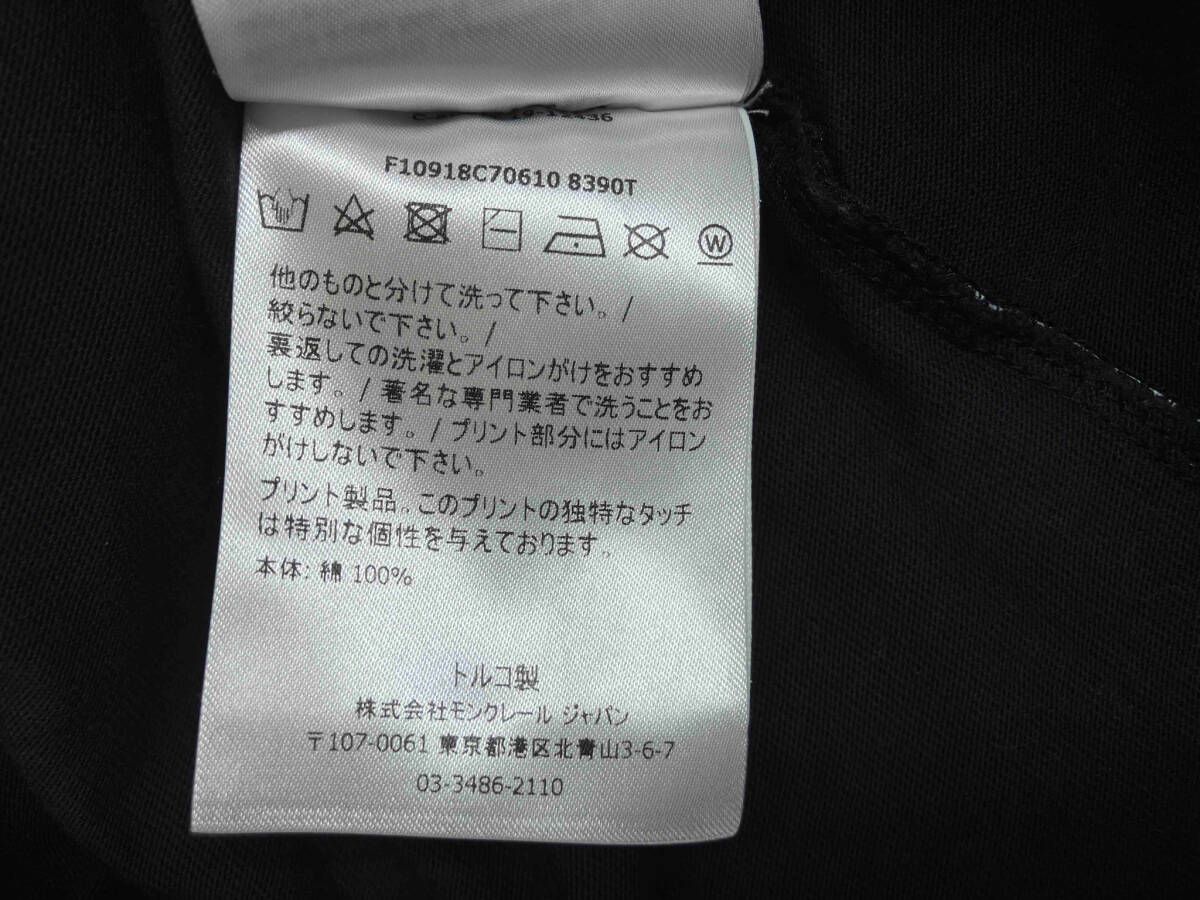 F10918C70610 8390T
W
他のものと分けて洗って下さい。/
絞らないで下さい。/
裏返しての洗濯とアイロンがけをおすすめ
します。/ 著名な専門業者で洗うことをお
すすめします。/ プリント部分にはアイロン
がけしないで下さい。
プリント製品。このプリントの独特なタッチ
は特別な個性を与えております。
本体: 綿 100%
トルコ製
株式会社モンクレール ジャパン
〒107-0061 東京都港区北青山3-6-7
03-3486-2110